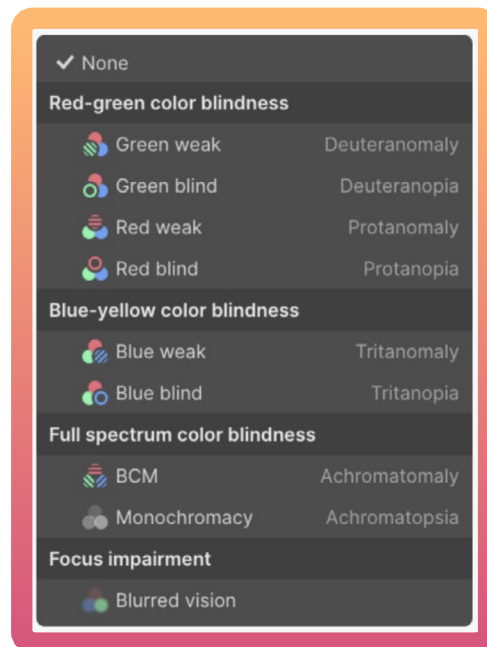 None
Red-green color blindness
Green weak Deuteranomaly
Green blind Deuteranopia
Red weak Protanomaly
Red blind Protanopia
Blue-yellow color blindness
Blue weak Tritanomaly
Blue blind Tritanopia
Full spectrum color blindness
BCM Achromatomaly
Monochromacy Achromatopsia
Focus impairment
Blurred vision